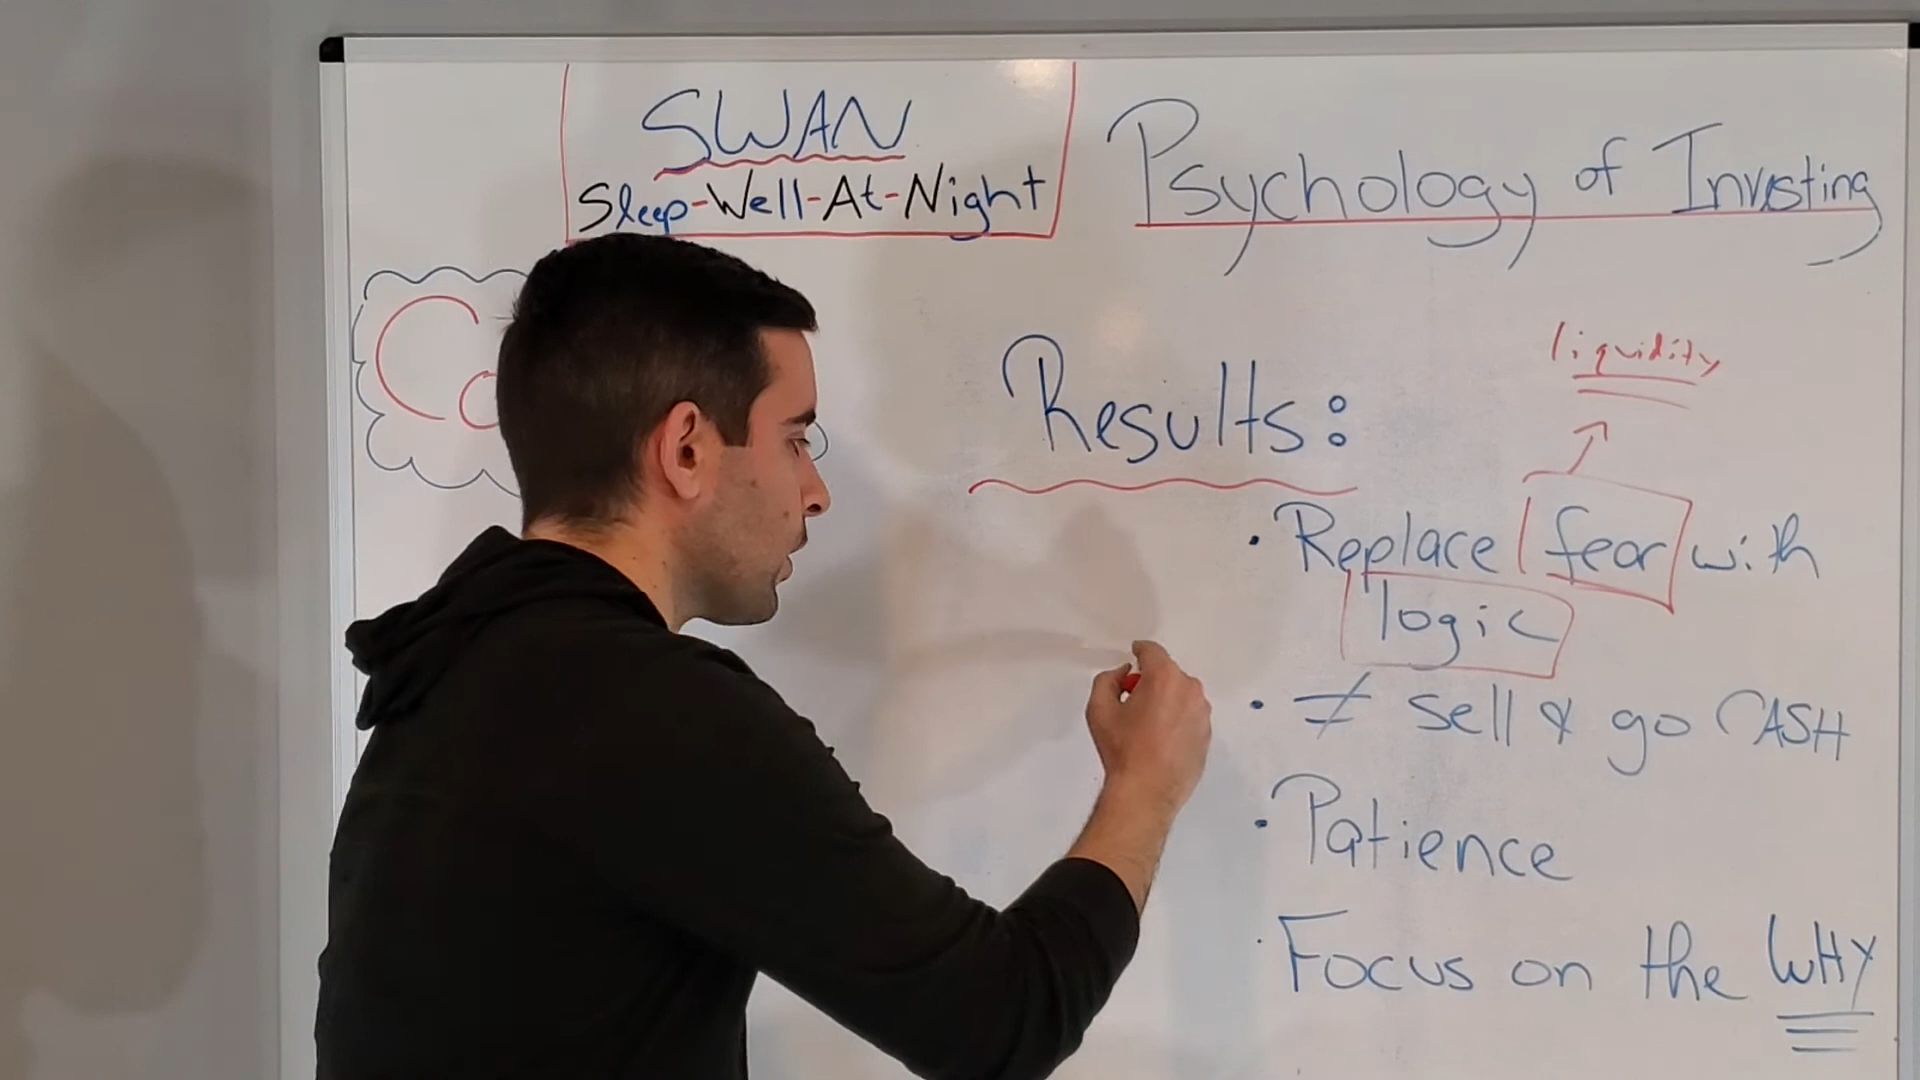 SWAN
Sleep-Well-At-Night
Psychology of Investing
Results:
liquidity
• Replace fear with
logic
• ≠ sell & go CASH
• Patience
• Focus on the WHY